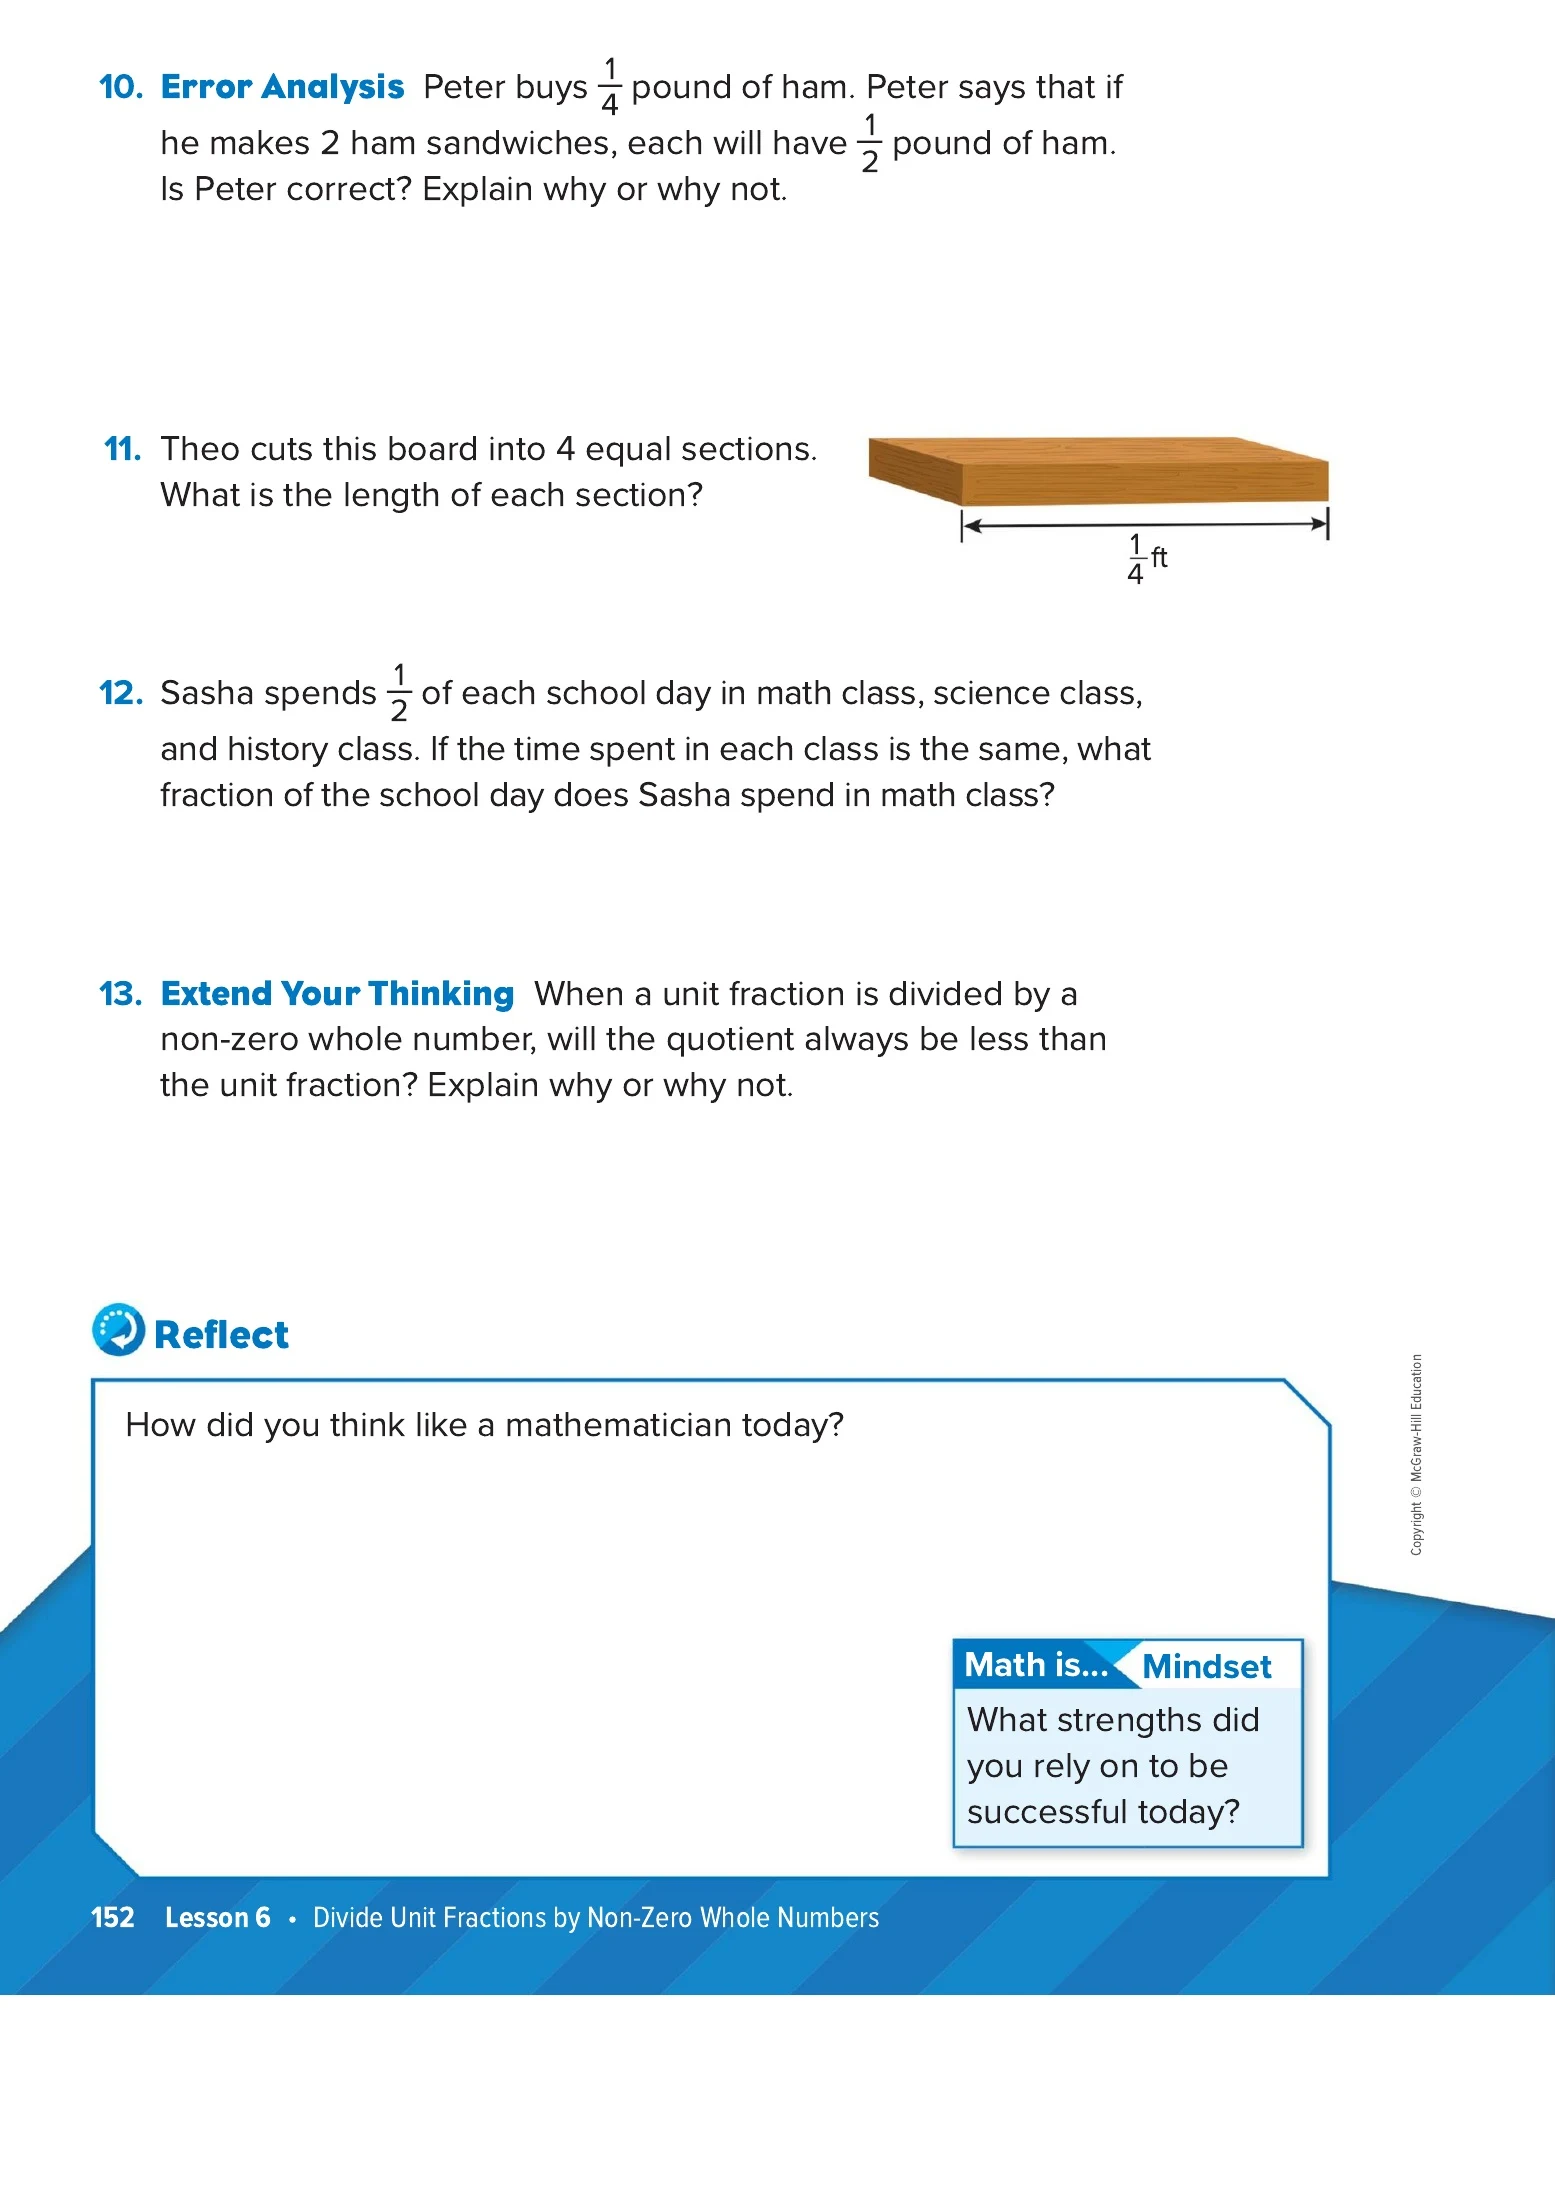 10. Error Analysis Peter buys 1/4 pound of ham. Peter says that if
he makes 2 ham sandwiches, each will have 1/2 pound of ham.
Is Peter correct? Explain why or why not.
11. Theo cuts this board into 4 equal sections.
What is the length of each section?
1/4 ft
12. Sasha spends 1/2 of each school day in math class, science class,
and history class. If the time spent in each class is the same, what
fraction of the school day does Sasha spend in math class?
13. Extend Your Thinking When a unit fraction is divided by a
non-zero whole number, will the quotient always be less than
the unit fraction? Explain why or why not.
Reflect
How did you think like a mathematician today?
Math is... Mindset
What strengths did
you rely on to be
successful today?
Copyright © McGraw-Hill Education
152 Lesson 6 • Divide Unit Fractions by Non-Zero Whole Numbers